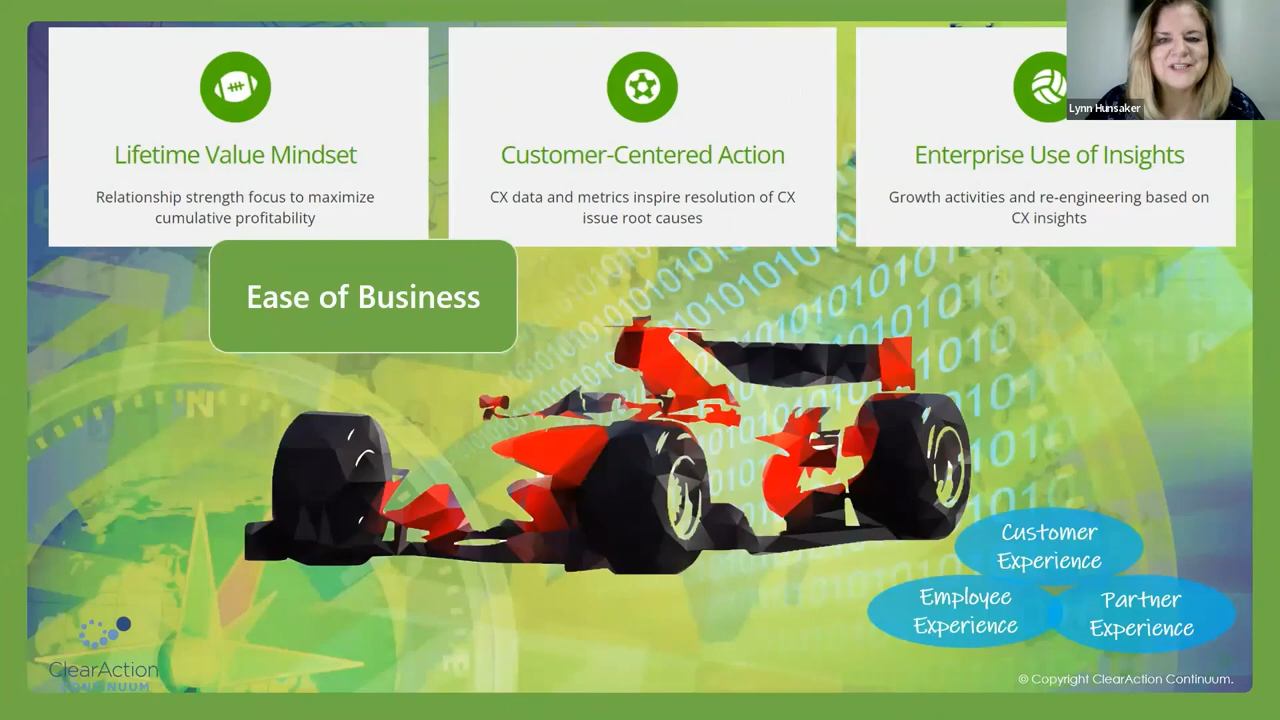 Lynn Hunsaker
Lifetime Value Mindset
Relationship strength focus to maximize
cumulative profitability
Customer-Centered Action
CX data and metrics inspire resolution of CX
issue root causes
Enterprise Use of Insights
Growth activities and re-engineering based on
CX insights
Ease of Business
N
E
Customer
Experience
Employee
Experience
Partner
Experience
ClearAction
CONTINUUM
© Copyright ClearAction Continuum.